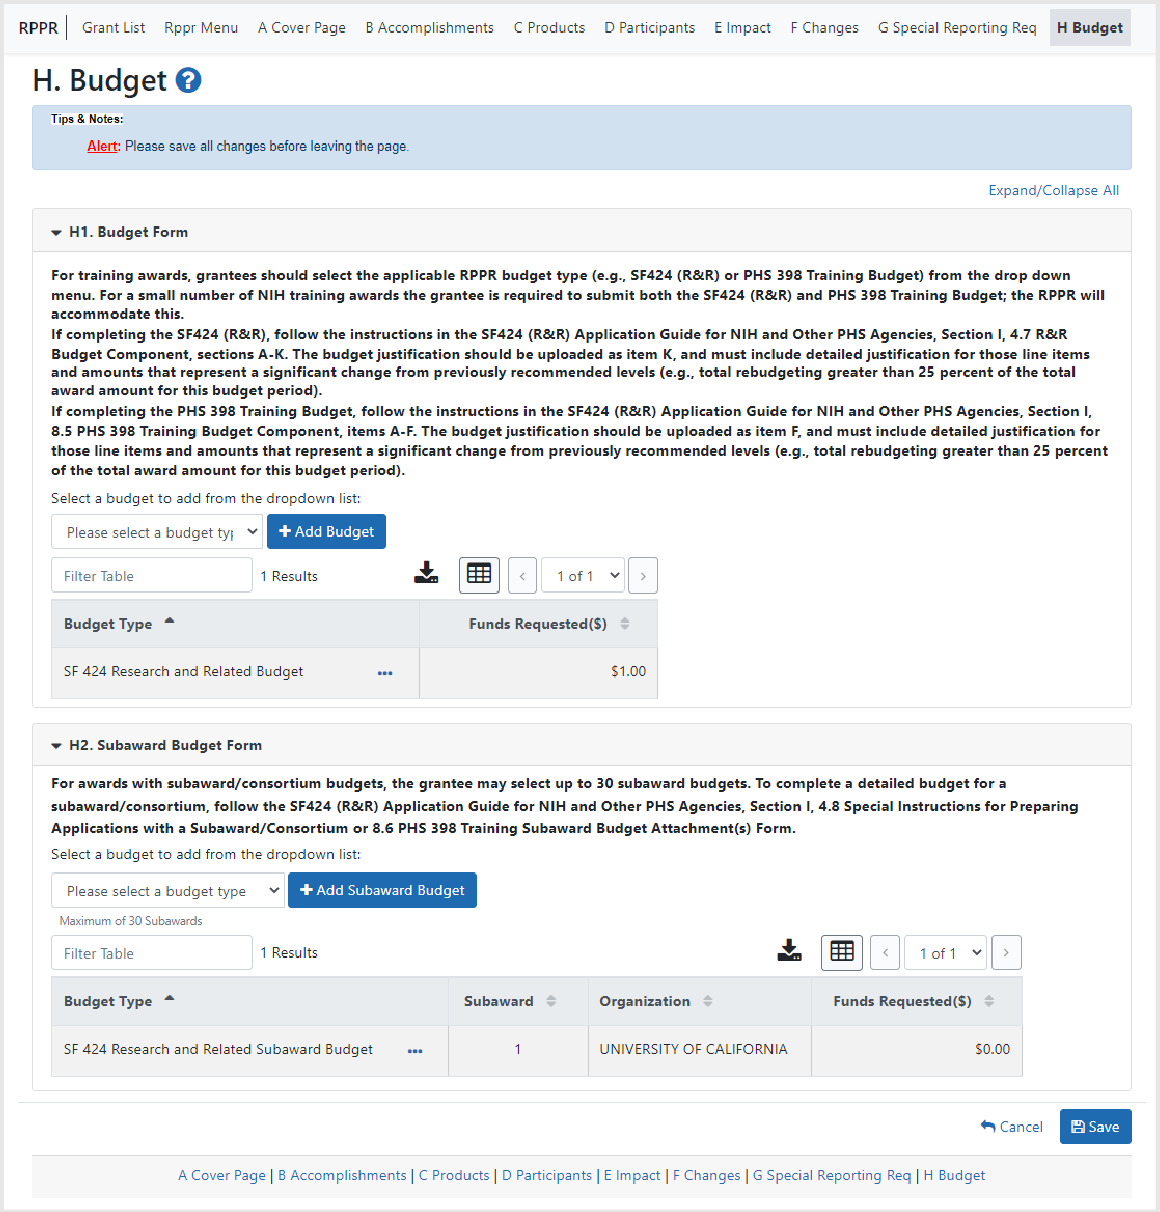 RPPR Grant List Rppr Menu A Cover Page B Accomplishments C Products D Participants E Impact F Changes G Special Reporting Req H Budget
H. Budget ?
Tips & Notes:
Alert: Please save all changes before leaving the page.
Expand/Collapse All
H1. Budget Form
For training awards, grantees should select the applicable RPPR budget type (e.g., SF424 (R&R) or PHS 398 Training Budget) from the drop down
menu. For a small number of NIH training awards the grantee is required to submit both the SF424 (R&R) and PHS 398 Training Budget; the RPPR will
accommodate this.
If completing the SF424 (R&R), follow the instructions in the SF424 (R&R) Application Guide for NIH and Other PHS Agencies, Section I, 4.7 R&R
Budget Component, sections A-K. The budget justification should be uploaded as item K, and must include detailed justification for those line items
and amounts that represent a significant change from previously recommended levels (e.g., total rebudgeting greater than 25 percent of the total
award amount for this budget period).
If completing the PHS 398 Training Budget, follow the instructions in the SF424 (R&R) Application Guide for NIH and Other PHS Agencies, Section I,
8.5 PHS 398 Training Budget Component, items A-F. The budget justification should be uploaded as item F, and must include detailed justification for
those line items and amounts that represent a significant change from previously recommended levels (e.g., total rebudgeting greater than 25 percent
of the total award amount for this budget period).
Select a budget to add from the dropdown list:
Please select a budget typ + Add Budget
Filter Table 1 Results < 1 of 1 >
Budget Type Funds Requested($)
SF 424 Research and Related Budget ... $1.00
H2. Subaward Budget Form
For awards with subaward/consortium budgets, the grantee may select up to 30 subaward budgets. To complete a detailed budget for a
subaward/consortium, follow the SF424 (R&R) Application Guide for NIH and Other PHS Agencies, Section I, 4.8 Special Instructions for Preparing
Applications with a Subaward/Consortium or 8.6 PHS 398 Training Subaward Budget Attachment(s) Form.
Select a budget to add from the dropdown list:
Please select a budget type + Add Subaward Budget
Maximum of 30 Subawards
Filter Table 1 Results < 1 of 1 >
Budget Type Subaward Organization Funds Requested($)
SF 424 Research and Related Subaward Budget ... 1 UNIVERSITY OF CALIFORNIA $0.00
Cancel Save
A Cover Page | B Accomplishments | C Products | D Participants | E Impact | F Changes | G Special Reporting Req | H Budget